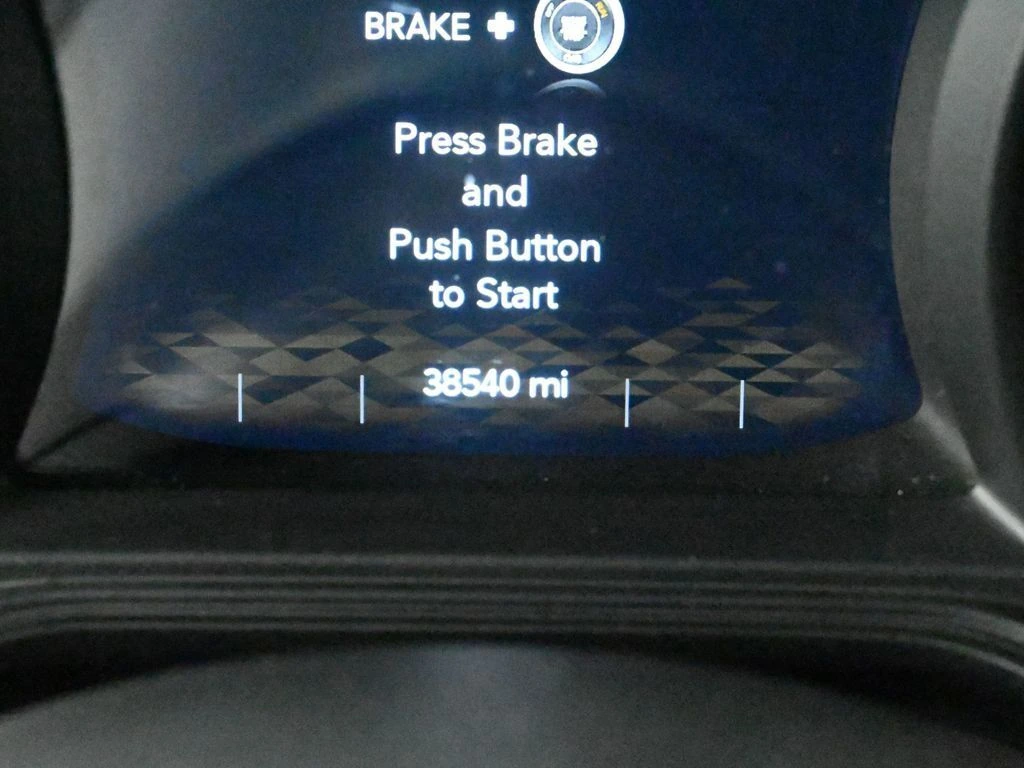 BRAKE +
Press Brake
and
Push Button
to Start
38540 mi